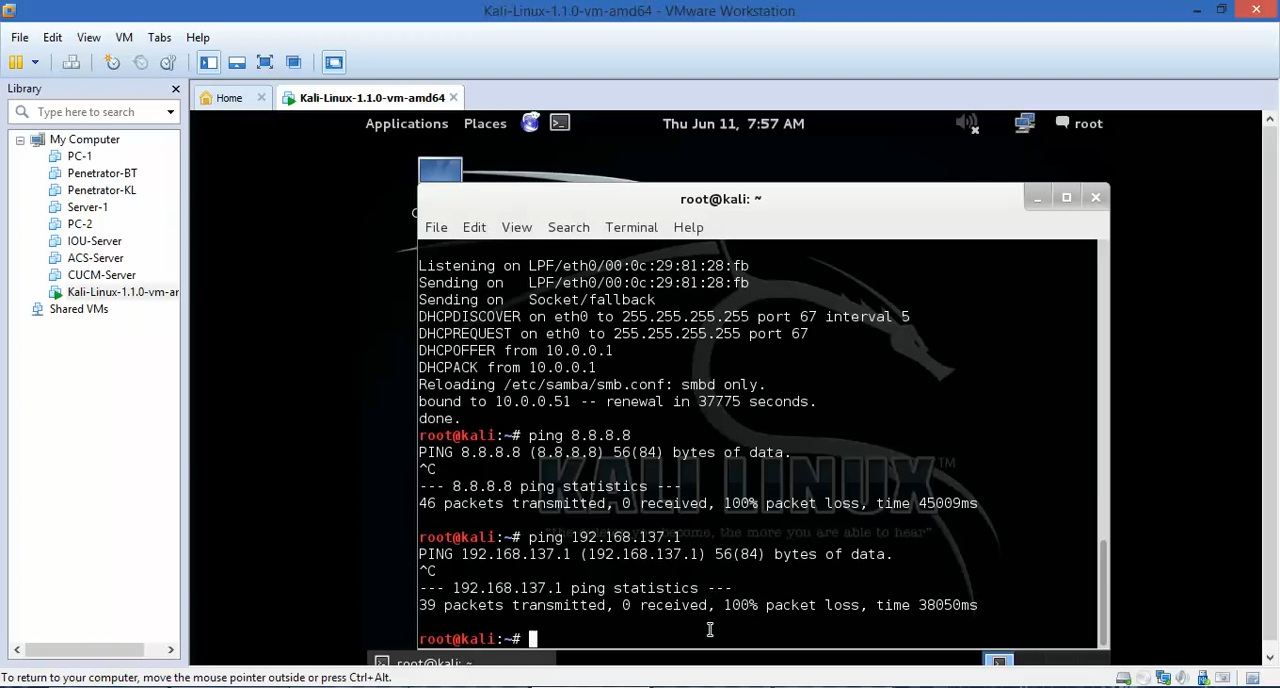 Kali-Linux-1.1.0-vm-amd64 - VMware Workstation
File Edit View VM Tabs Help
Library
Type here to search
My Computer
PC-1
Penetrator-BT
Penetrator-KL
Server-1
PC-2
IOU-Server
ACS-Server
CUCM-Server
Kali-Linux-1.1.0-vm-ar
Shared VMs
Home
Kali-Linux-1.1.0-vm-amd64
Applications Places Thu Jun 11, 7:57 AM root
root@kali: ~
File Edit View Search Terminal Help
Listening on LPF/eth0/00:0c:29:81:28:fb
Sending on LPF/eth0/00:0c:29:81:28:fb
Sending on Socket/fallback
DHCPDISCOVER on eth0 to 255.255.255.255 port 67 interval 5
DHCPREQUEST on eth0 to 255.255.255.255 port 67
DHCPOFFER from 10.0.0.1
DHCPACK from 10.0.0.1
Reloading /etc/samba/smb.conf: smbd only.
bound to 10.0.0.51 -- renewal in 37775 seconds.
done.
root@kali:~# ping 8.8.8.8
PING 8.8.8.8 (8.8.8.8) 56(84) bytes of data.
^C
--- 8.8.8.8 ping statistics ---
46 packets transmitted, 0 received, 100% packet loss, time 45009ms
KALI LINUX™
root@kali:~# ping 192.168.137.1
the more you are able to hear"
PING 192.168.137.1 (192.168.137.1) 56(84) bytes of data.
^C
--- 192.168.137.1 ping statistics ---
39 packets transmitted, 0 received, 100% packet loss, time 38050ms
root@kali:~#
root@kali: ~
To return to your computer, move the mouse pointer outside or press Ctrl+Alt.